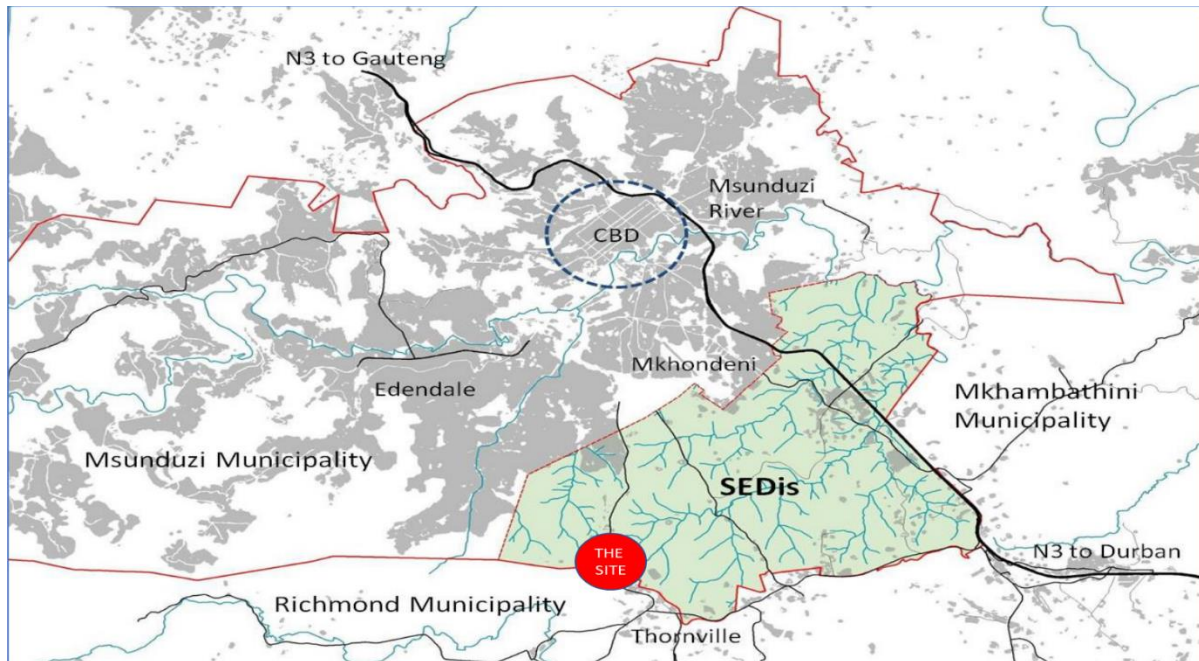 N3 to Gauteng
Msunduzi
River
CBD
Mkhondeni
Edendale
Mkhambathini
Municipality
Msunduzi Municipality
SEDis
THE
SITE
N3 to Durban
Richmond Municipality
Thornville